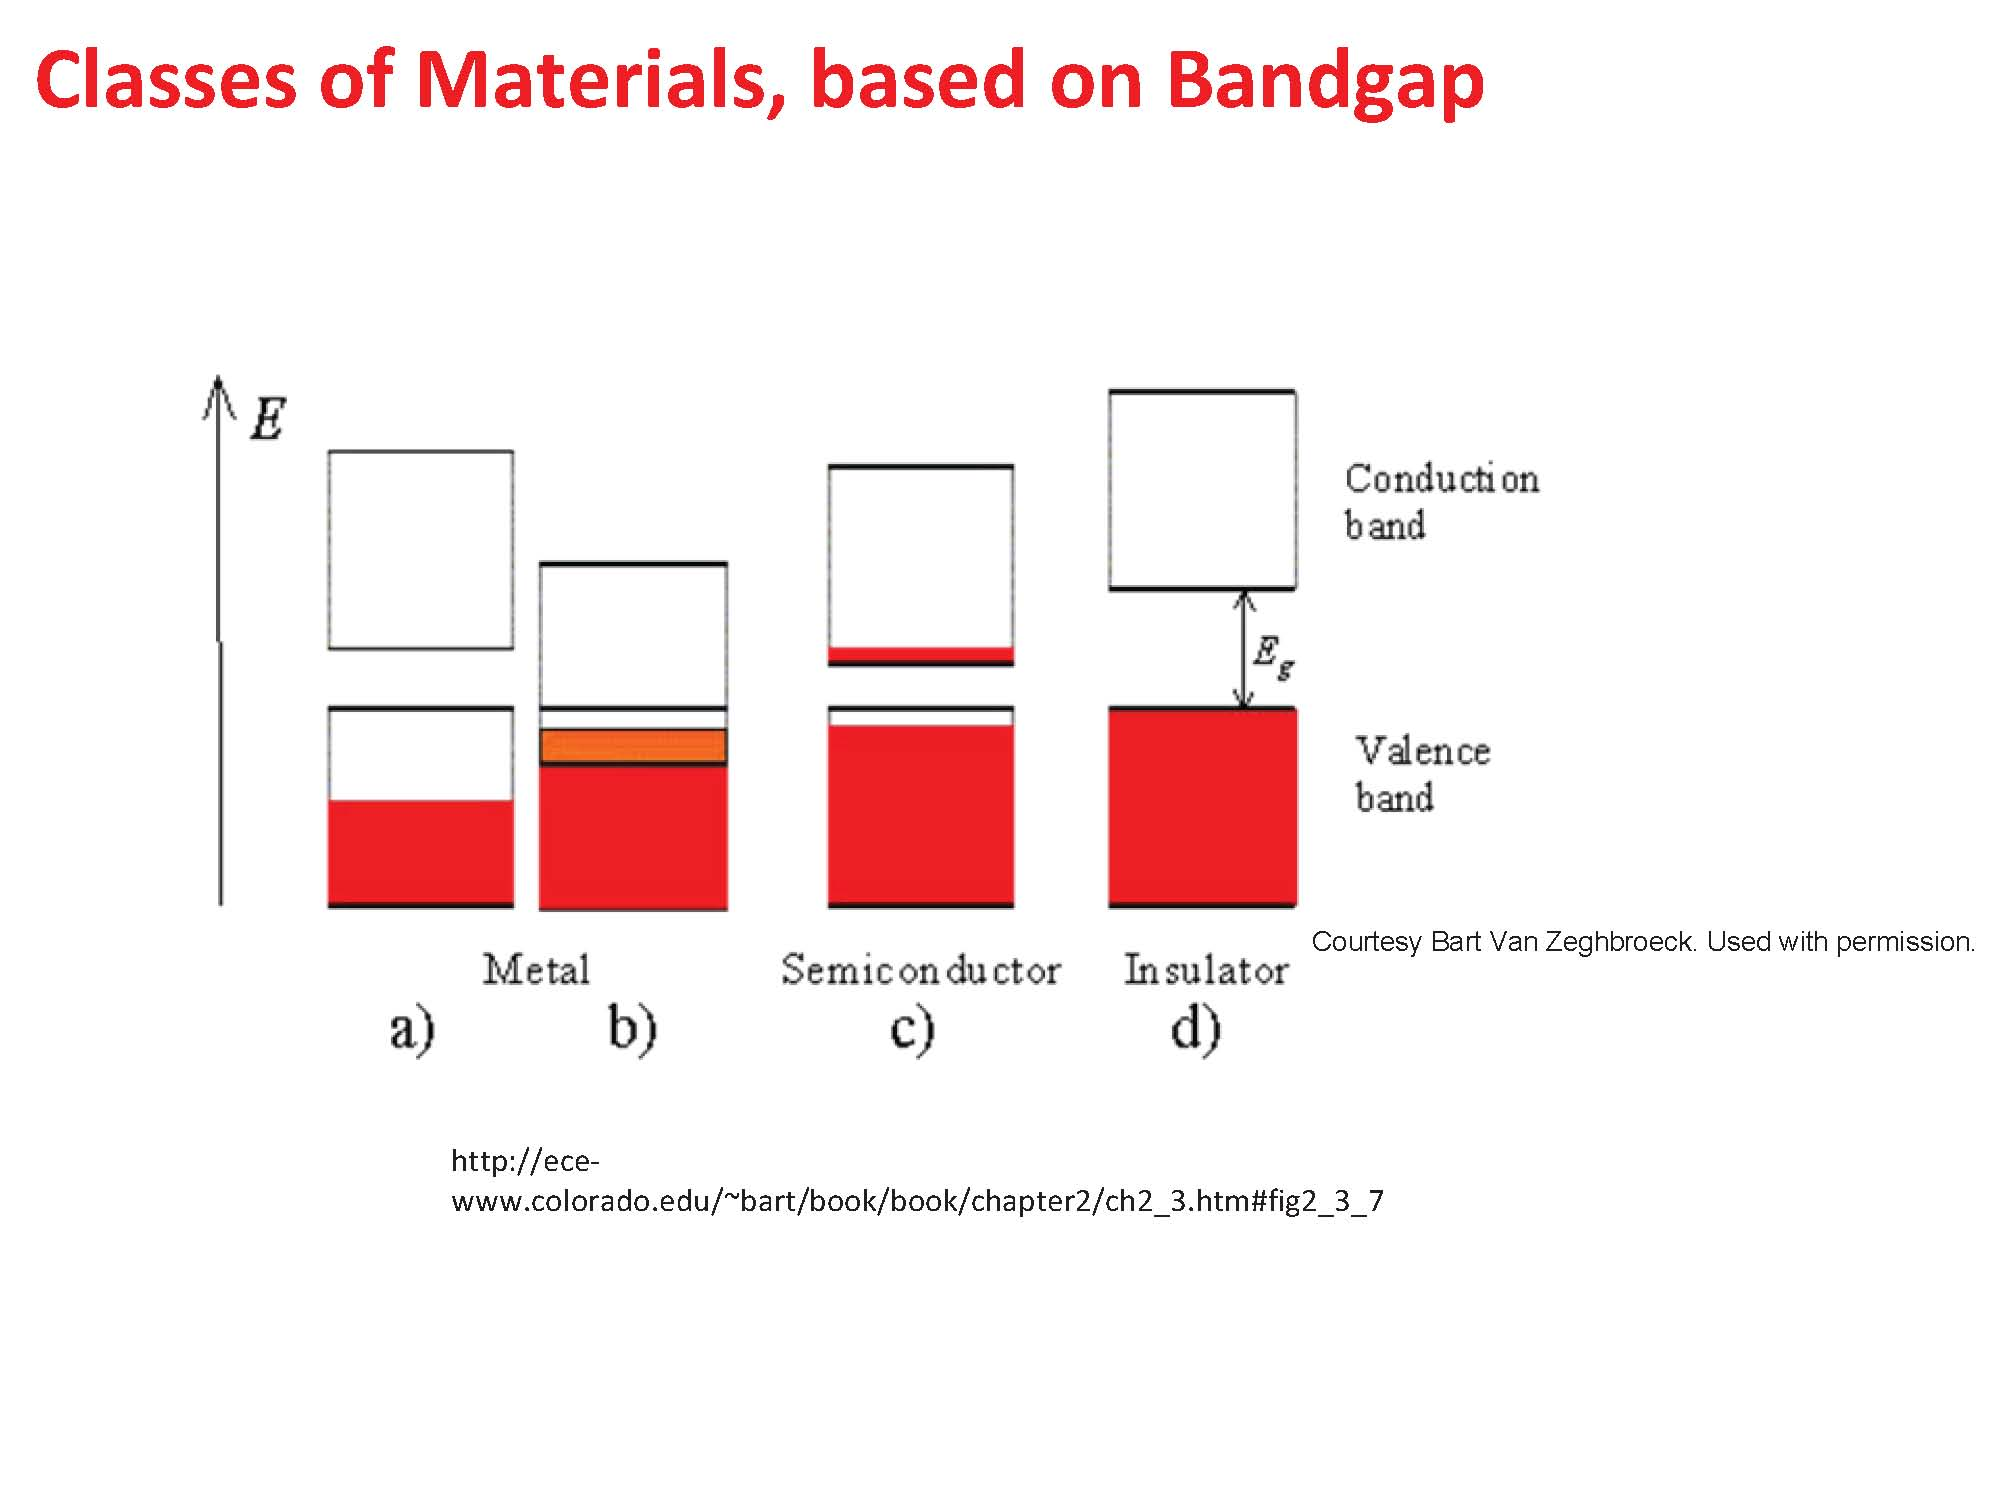 Classes of Materials, based on Bandgap
E
Conduction
band
Eg
Valence
band
Courtesy Bart Van Zeghbroeck. Used with permission.
Metal
Semiconductor
Insulator
a)
b)
c)
d)
http://ece-
www.colorado.edu/~bart/book/book/chapter2/ch2_3.htm#fig2_3_7